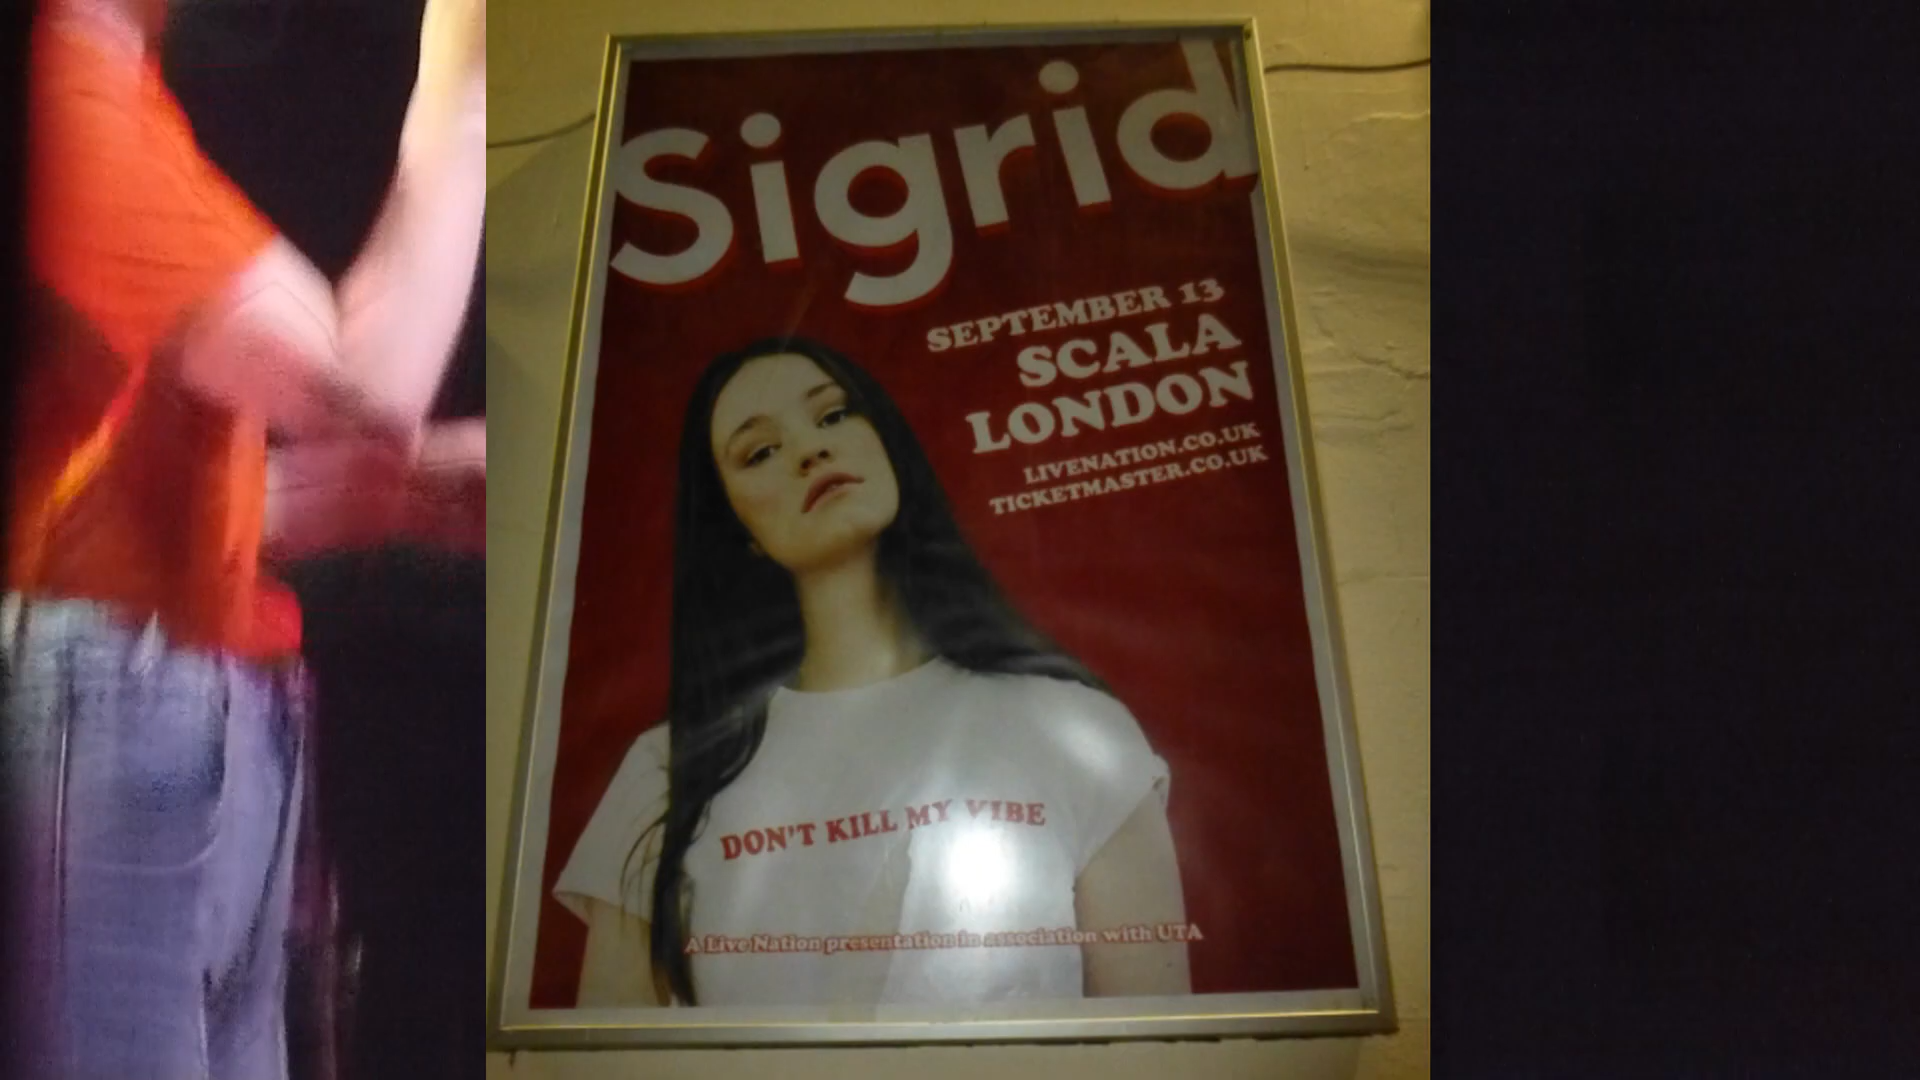 Sigrid
SEPTEMBER 13
SCALA
LONDON
LIVENATION.CO.UK
TICKETMASTER.CO.UK
DON'T KILL MY VIBE
A Live Nation presentation in association with UTA